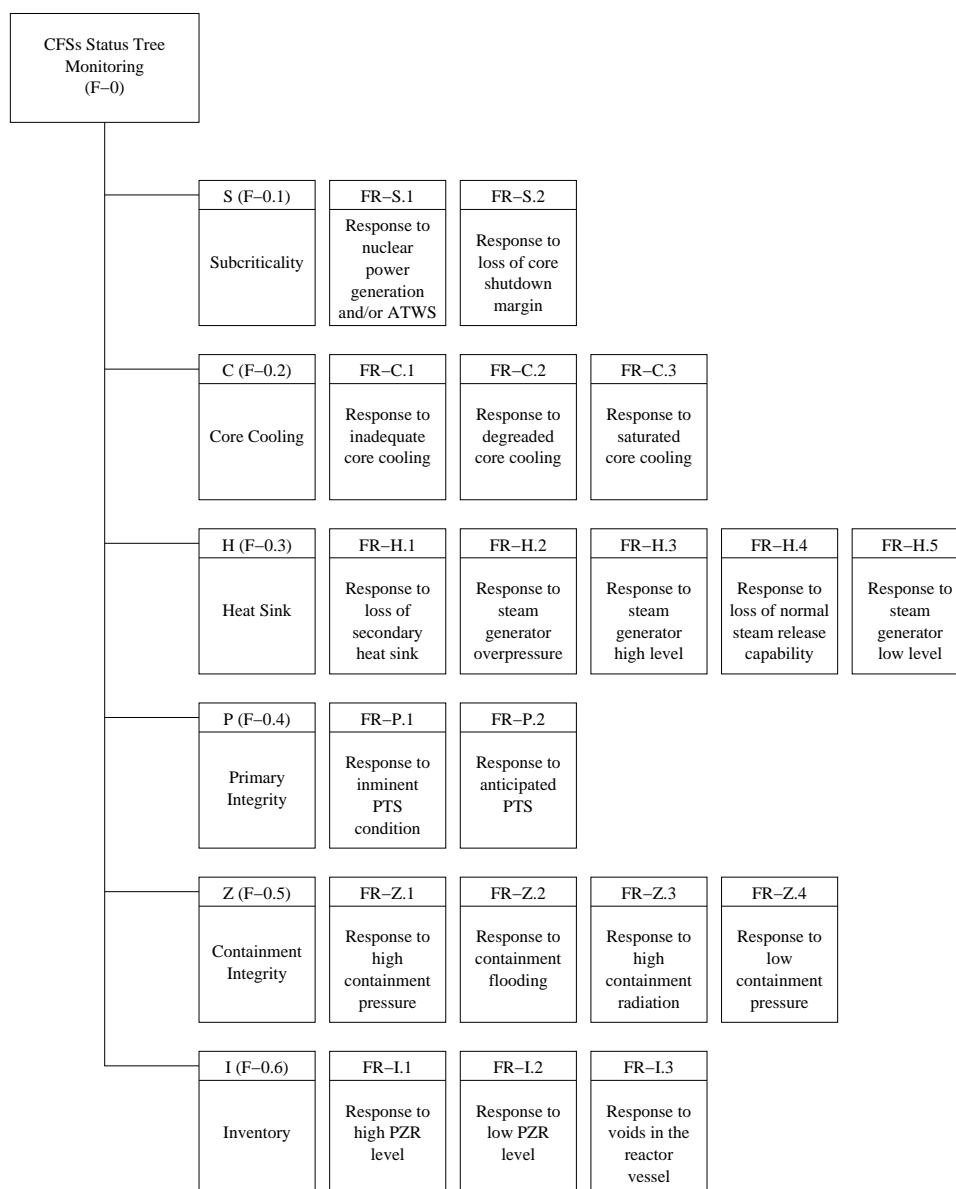 CFSs Status Tree
Monitoring
(F−0)
S (F−0.1)
Subcriticality
FR−S.1
Response to
nuclear
power
generation
and/or ATWS
FR−S.2
Response to
loss of core
shutdown
margin
C (F−0.2)
Core Cooling
FR−C.1
Response to
inadequate
core cooling
FR−C.2
Response to
degreaded
core cooling
FR−C.3
Response to
saturated
core cooling
H (F−0.3)
Heat Sink
FR−H.1
Response to
loss of
secondary
heat sink
FR−H.2
Response to
steam
generator
overpressure
FR−H.3
Response to
steam
generator
high level
FR−H.4
Response to
loss of normal
steam release
capability
FR−H.5
Response to
steam
generator
low level
P (F−0.4)
Primary
Integrity
FR−P.1
Response to
inminent
PTS
condition
FR−P.2
Response to
anticipated
PTS
Z (F−0.5)
Containment
Integrity
FR−Z.1
Response to
high
containment
pressure
FR−Z.2
Response to
containment
flooding
FR−Z.3
Response to
high
containment
radiation
FR−Z.4
Response to
low
containment
pressure
I (F−0.6)
Inventory
FR−I.1
Response to
high PZR
level
FR−I.2
Response to
low PZR
level
FR−I.3
Response to
voids in the
reactor
vessel